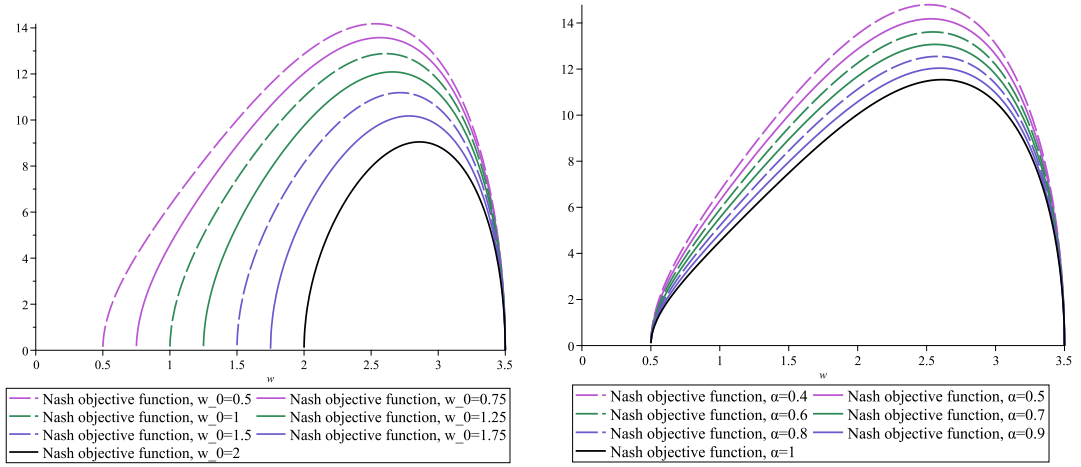 14
12
10
8
6
4
2
0
0 0.5 1 1.5 2 2.5 3 3.5
w
Nash objective function, w_0=0.5 Nash objective function, w_0=0.75
Nash objective function, w_0=1 Nash objective function, w_0=1.25
Nash objective function, w_0=1.5 Nash objective function, w_0=1.75
Nash objective function, w_0=2
14
12
10
8
6
4
2
0
0 0.5 1 1.5 2 2.5 3 3.5
w
Nash objective function, α=0.4 Nash objective function, α=0.5
Nash objective function, α=0.6 Nash objective function, α=0.7
Nash objective function, α=0.8 Nash objective function, α=0.9
Nash objective function, α=1